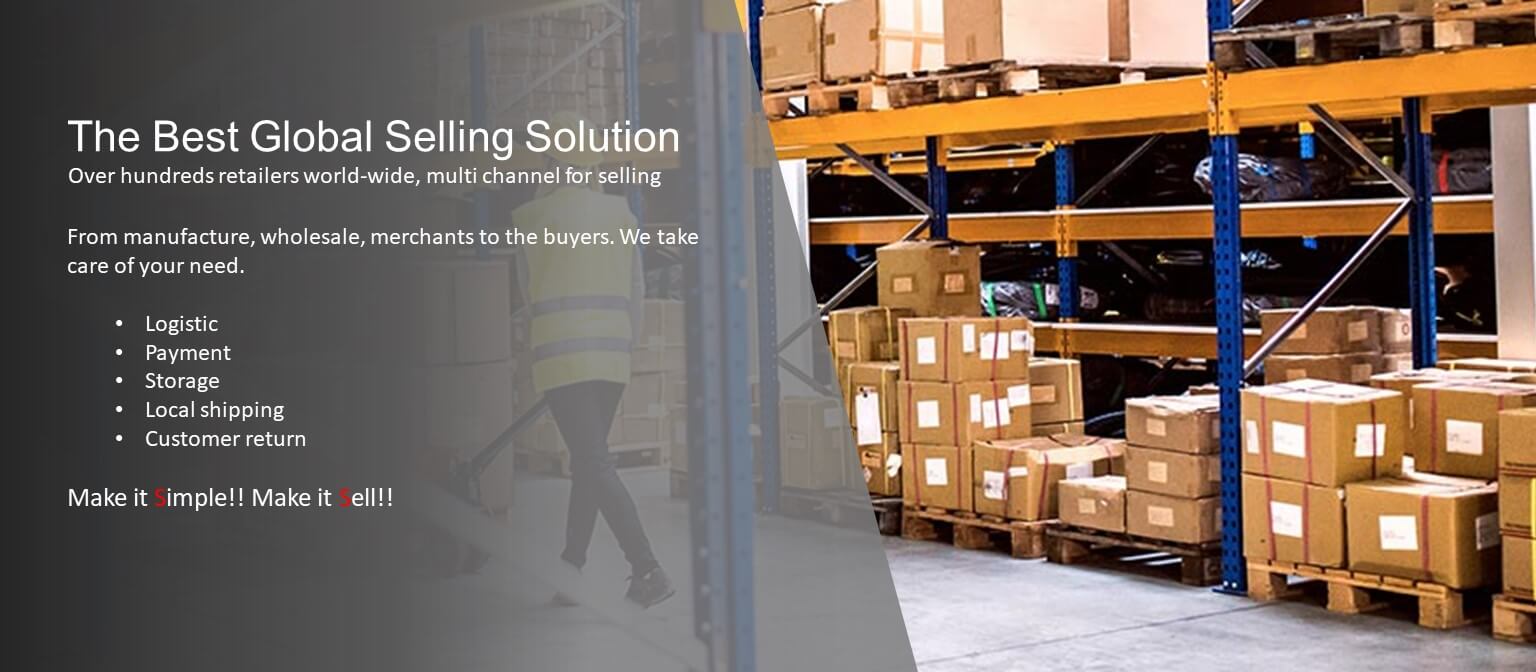 The Best Global Selling Solution
Over hundreds retailers world-wide, multi channel for selling
From manufacture, wholesale, merchants to the buyers. We take
care of your need.
• Logistic
• Payment
• Storage
• Local shipping
• Customer return
Make it Simple!! Make it Sell!!